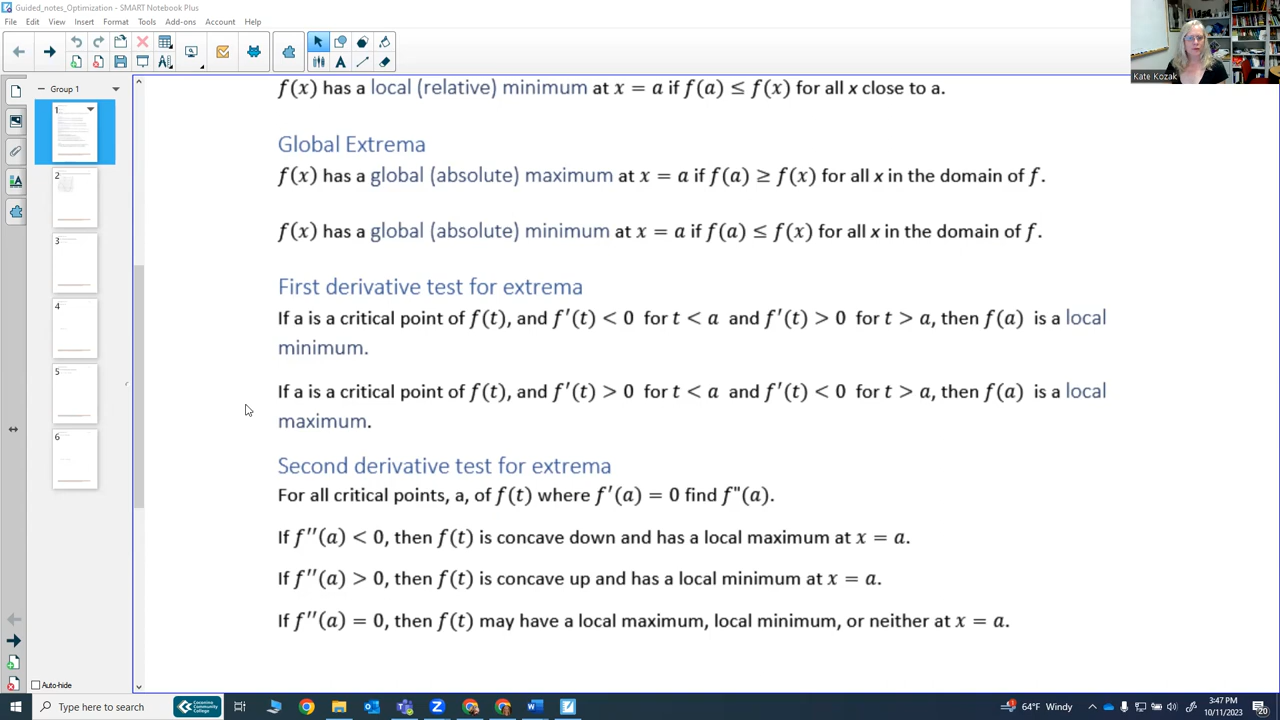 Guided_notes_Optimization_ - SMART Notebook Plus
File Edit View Insert Format Tools Add-ons Account Help
Kate Kozak
Group 1
1
2
3
4
5
6
f(x) has a local (relative) minimum at x = a if f(a) ≤ f(x) for all x close to a.
Global Extrema
f(x) has a global (absolute) maximum at x = a if f(a) ≥ f(x) for all x in the domain of f.
f(x) has a global (absolute) minimum at x = a if f(a) ≤ f(x) for all x in the domain of f.
First derivative test for extrema
If a is a critical point of f(t), and f'(t) < 0 for t < a and f'(t) > 0 for t > a, then f(a) is a local
minimum.
If a is a critical point of f(t), and f'(t) > 0 for t < a and f'(t) < 0 for t > a, then f(a) is a local
maximum.
Second derivative test for extrema
For all critical points, a, of f(t) where f'(a) = 0 find f"(a).
If f''(a) < 0, then f(t) is concave down and has a local maximum at x = a.
If f''(a) > 0, then f(t) is concave up and has a local minimum at x = a.
If f''(a) = 0, then f(t) may have a local maximum, local minimum, or neither at x = a.
Auto-hide
Type here to search
64°F Windy
3:47 PM
10/11/2023